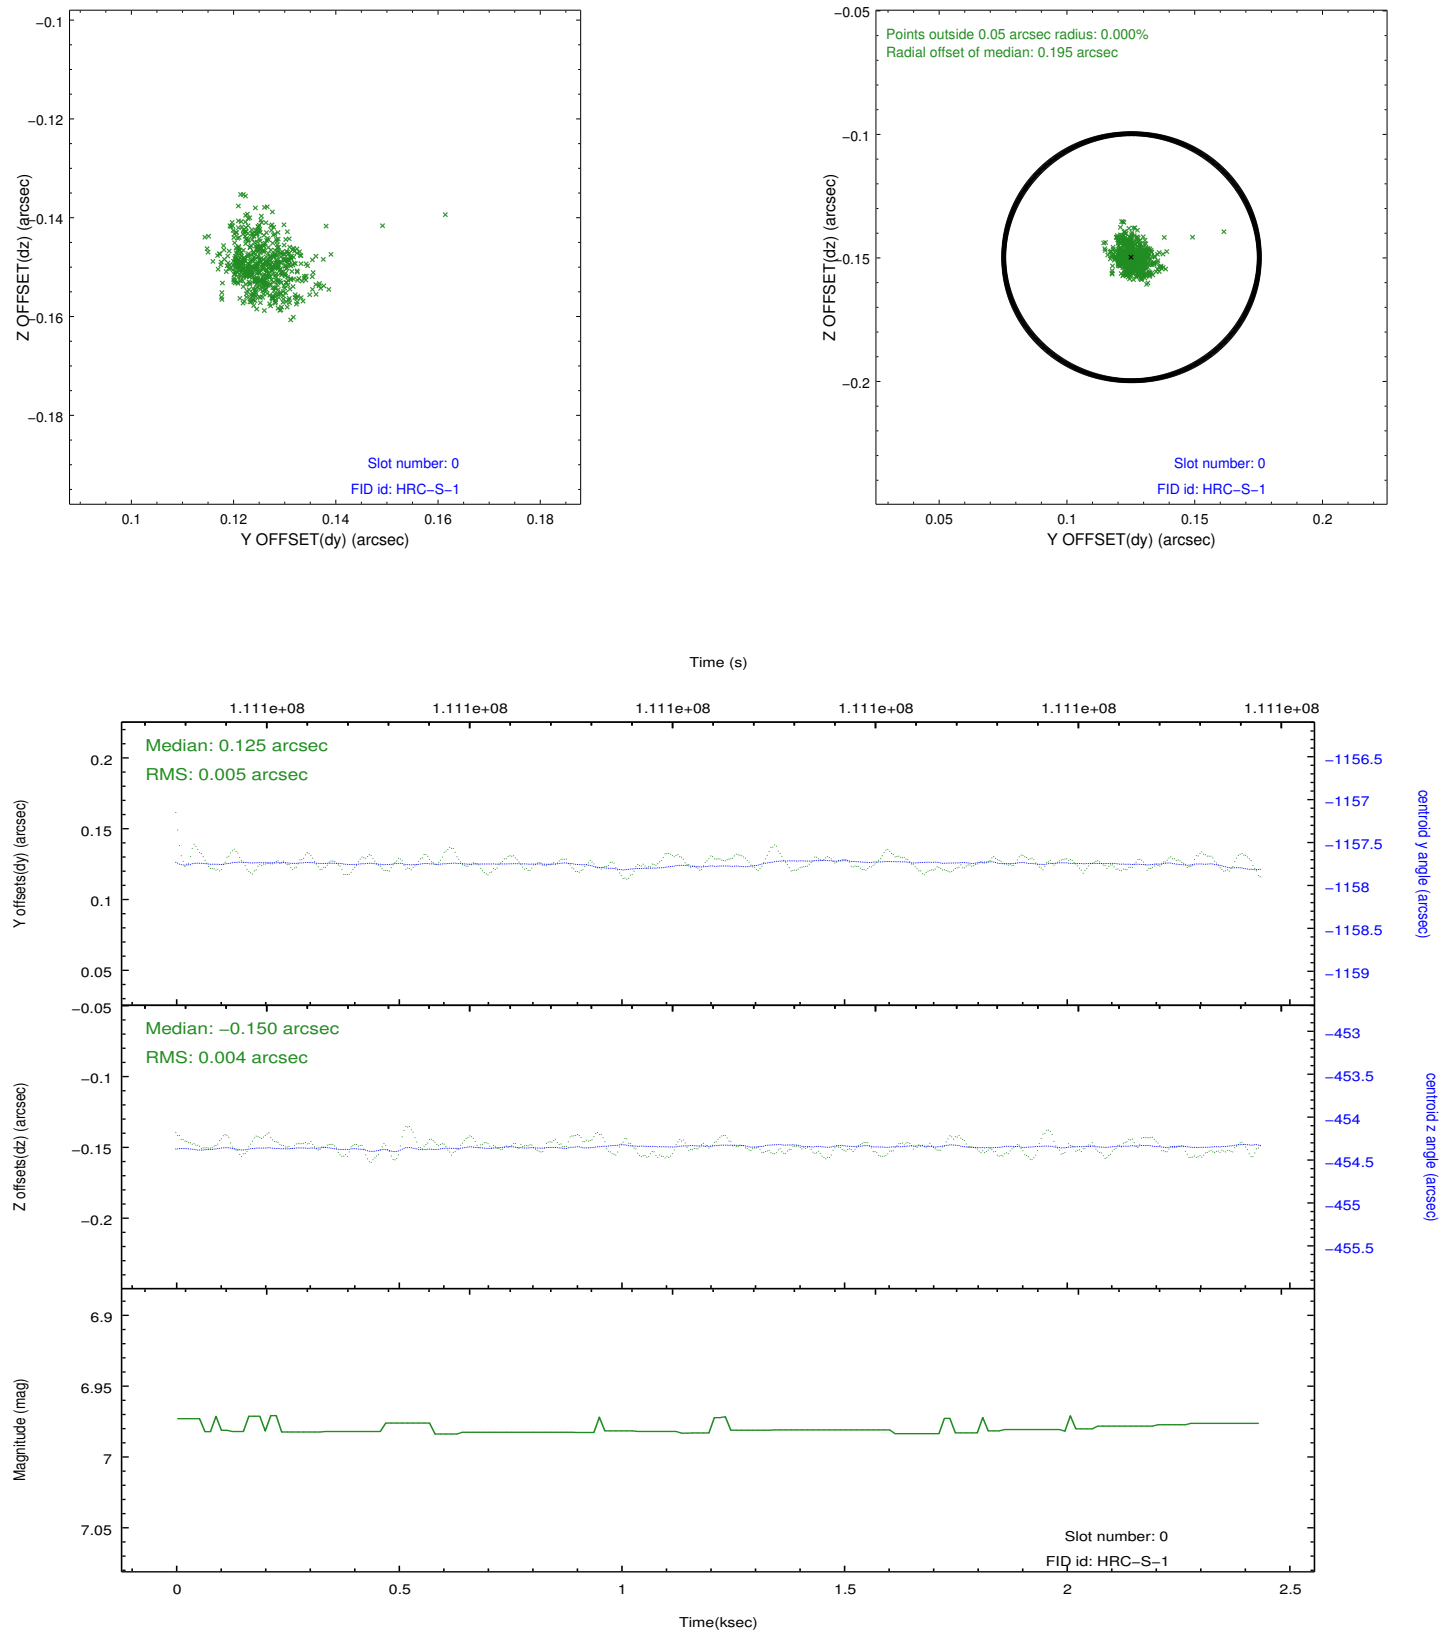 −0.1
−0.12
−0.14
−0.16
−0.18
Z OFFSET(dz) (arcsec)
Slot number: 0
FID id: HRC−S−1
0.1 0.12 0.14 0.16 0.18
Y OFFSET(dy) (arcsec)
−0.05
Points outside 0.05 arcsec radius: 0.000%
Radial offset of median: 0.195 arcsec
−0.1
−0.15
−0.2
Z OFFSET(dz) (arcsec)
Slot number: 0
FID id: HRC−S−1
0.05 0.1 0.15 0.2
Y OFFSET(dy) (arcsec)
Time (s)
1.111e+08 1.111e+08 1.111e+08 1.111e+08 1.111e+08 1.111e+08
Median: 0.125 arcsec
RMS: 0.005 arcsec
0.2
0.15
0.1
0.05
Y offsets(dy) (arcsec)
−1156.5
−1157
−1157.5
−1158
−1158.5
−1159
centroid y angle (arcsec)
−0.05
Median: −0.150 arcsec
RMS: 0.004 arcsec
−0.1
−0.15
−0.2
Z offsets(dz) (arcsec)
−453
−453.5
−454
−454.5
−455
−455.5
centroid z angle (arcsec)
6.9
6.95
7
7.05
Magnitude (mag)
Slot number: 0
FID id: HRC−S−1
0 0.5 1 1.5 2 2.5
Time(ksec)